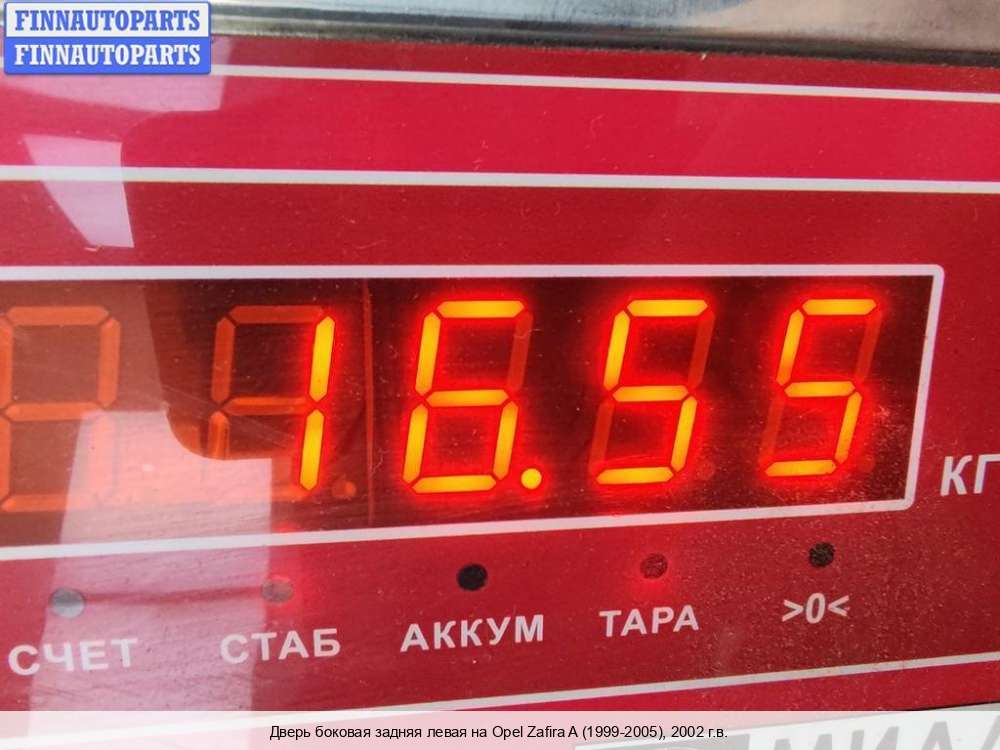 FINNAUTOPARTS
FINNAUTOPARTS
16.55
КГ
СЧЕТ СТАБ АККУМ ТАРА >0<
Дверь боковая задняя левая на Opel Zafira A (1999-2005), 2002 г.в.